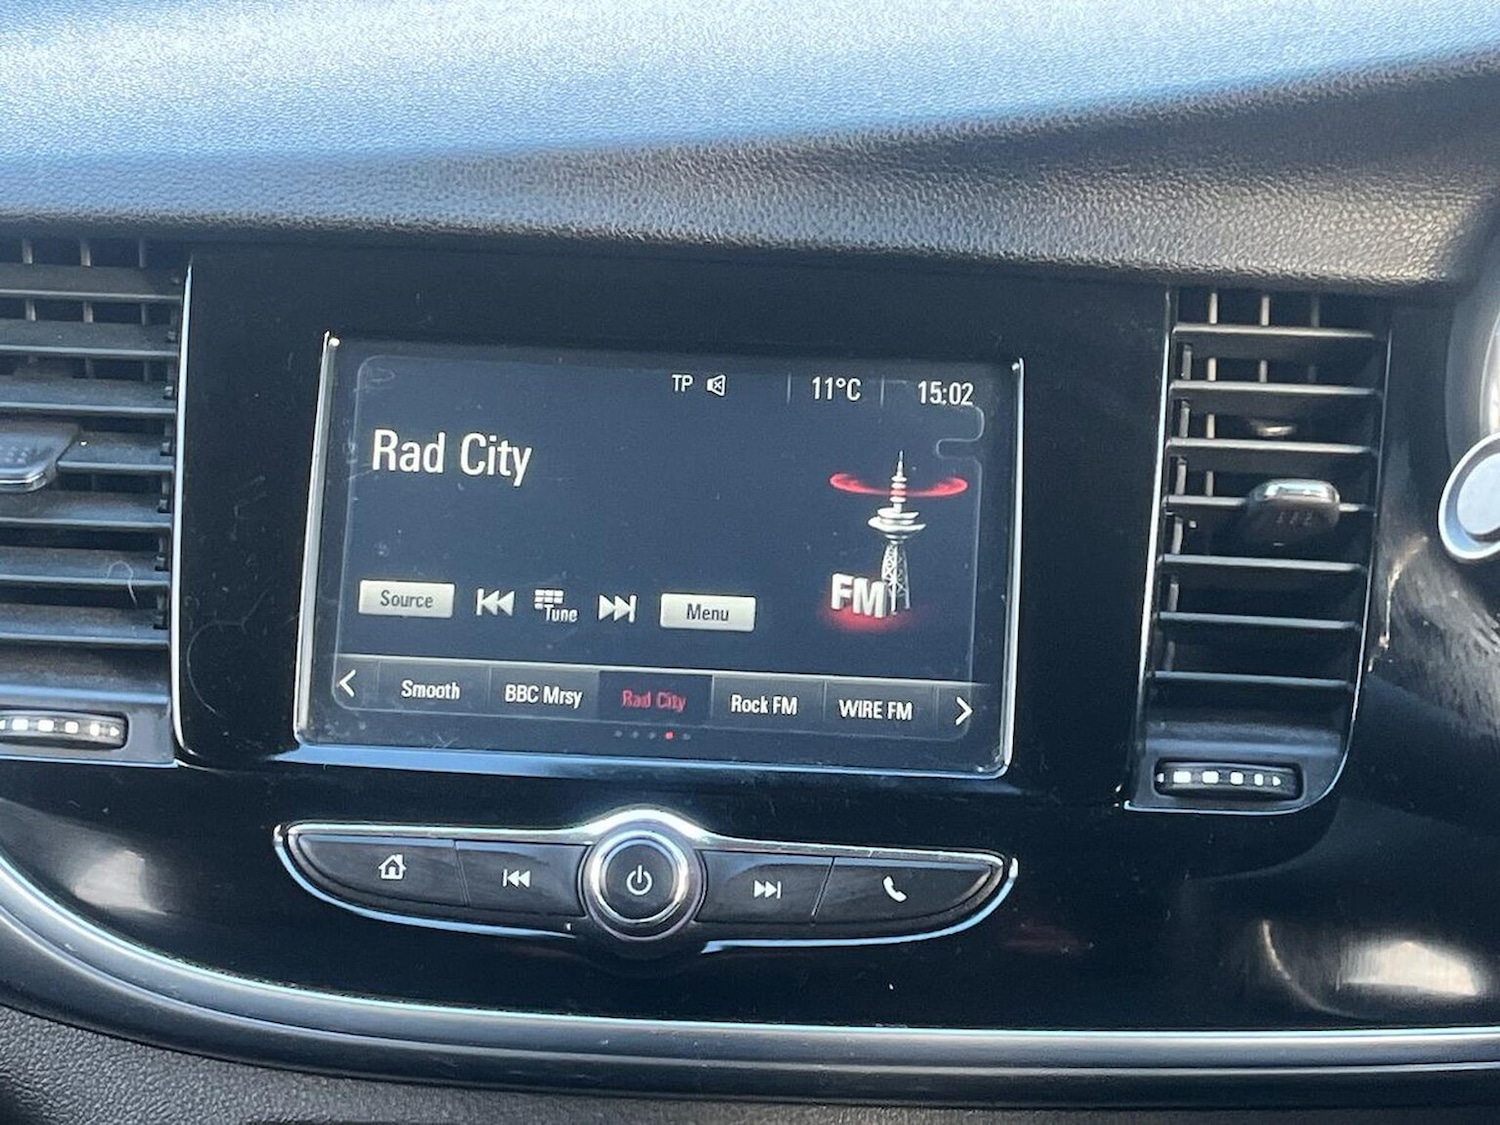 TP 11°C 15:02
Rad City
FM
Source Tune Menu
Smooth BBC Mrsy Rad City Rock FM WIRE FM